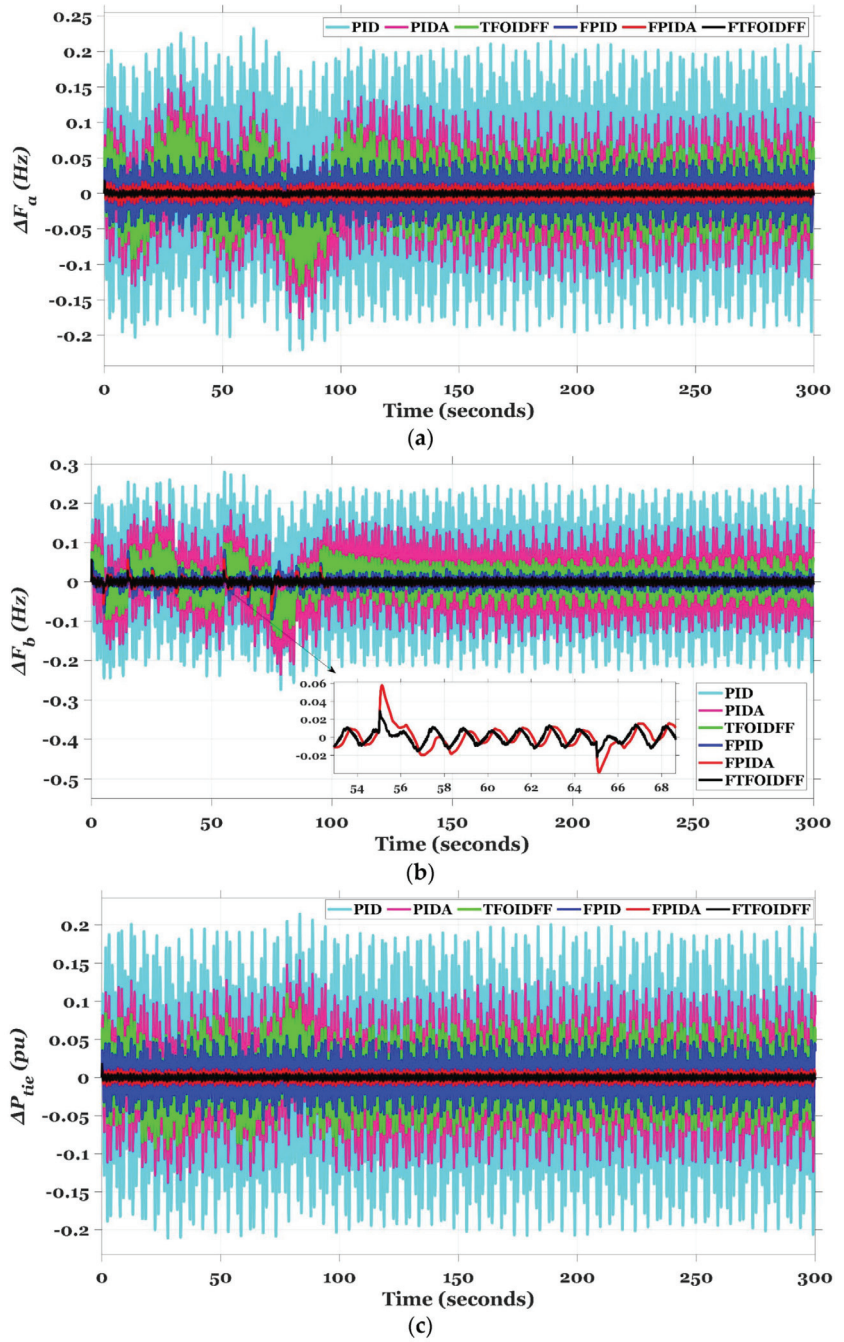 PID PIDA TFOIDFF FPID FPIDA FTFOIDFF
0.25
0.2
0.15
0.1
0.05
0
-0.05
-0.1
-0.15
-0.2
ΔF_a (Hz)
0 50 100 150 200 250 300
Time (seconds)
(a)
0.3
0.2
0.1
0
-0.1
-0.2
-0.3
-0.4
-0.5
ΔF_b (Hz)
0.06
0.04
0.02
0
-0.02
54 56 58 60 62 64 66 68
PID
PIDA
TFOIDFF
FPID
FPIDA
FTFOIDFF
0 50 100 150 200 250 300
Time (seconds)
(b)
PID PIDA TFOIDFF FPID FPIDA FTFOIDFF
0.2
0.15
0.1
0.05
0
-0.05
-0.1
-0.15
-0.2
ΔP_tie (pu)
0 50 100 150 200 250 300
Time (seconds)
(c)